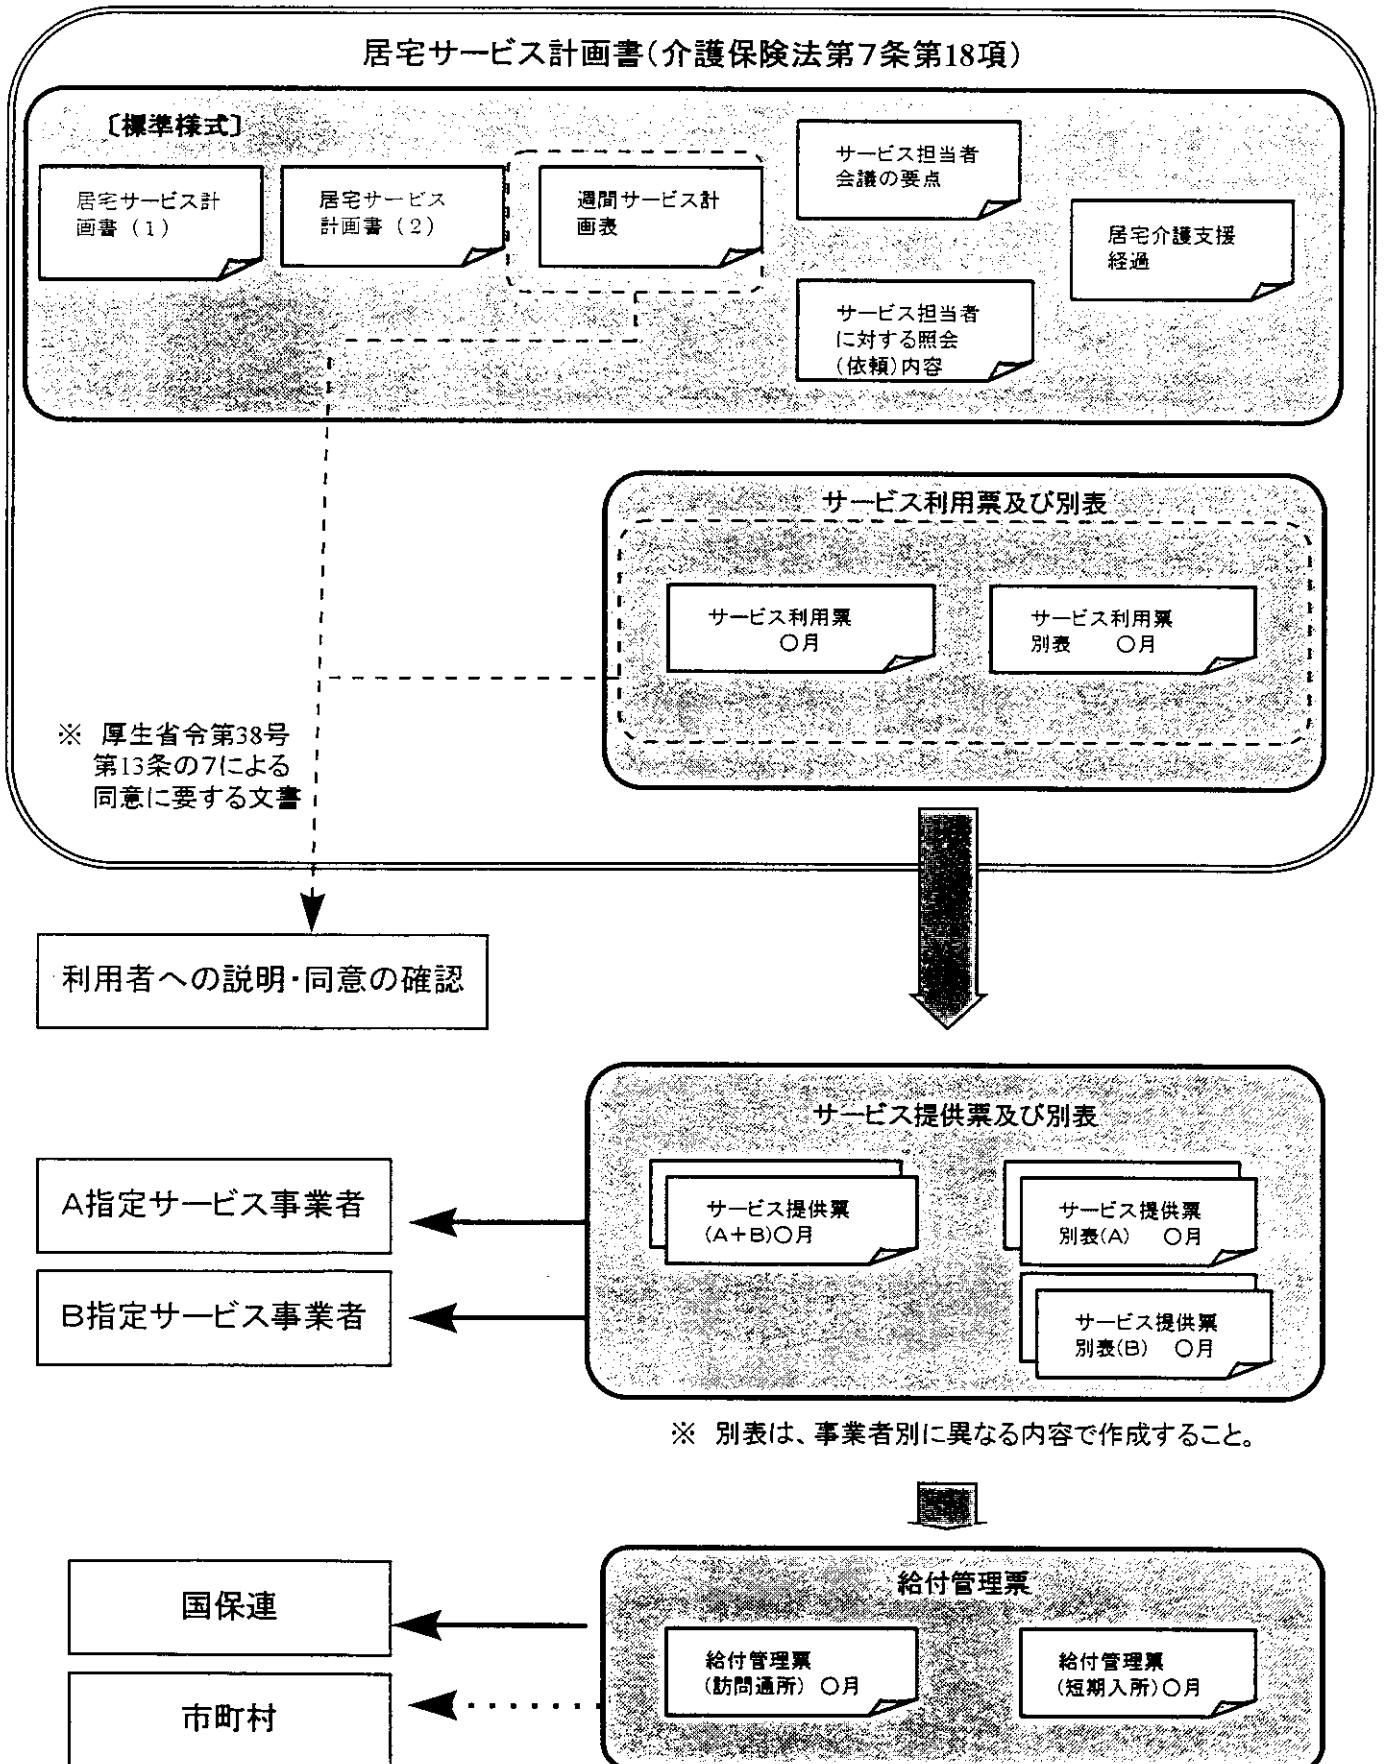 居宅サービス計画書(介護保険法第7条第18項)
〔標準様式〕
居宅サービス計
画書(1)
居宅サービス
計画書(2)
週間サービス計
画表
サービス担当者
会議の要点
サービス担当者
に対する照会
(依頼)内容
居宅介護支援
経過
サービス利用票及び別表
サービス利用票
○月
サービス利用票
別表 ○月
※ 厚生省令第38号
第13条の7による
同意に要する文書
利用者への説明・同意の確認
サービス提供票及び別表
サービス提供票
(A+B)○月
サービス提供票
別表(A) ○月
サービス提供票
別表(B) ○月
A指定サービス事業者
B指定サービス事業者
※ 別表は、事業者別に異なる内容で作成すること。
給付管理票
給付管理票
(訪問通所) ○月
給付管理票
(短期入所)○月
国保連
市町村